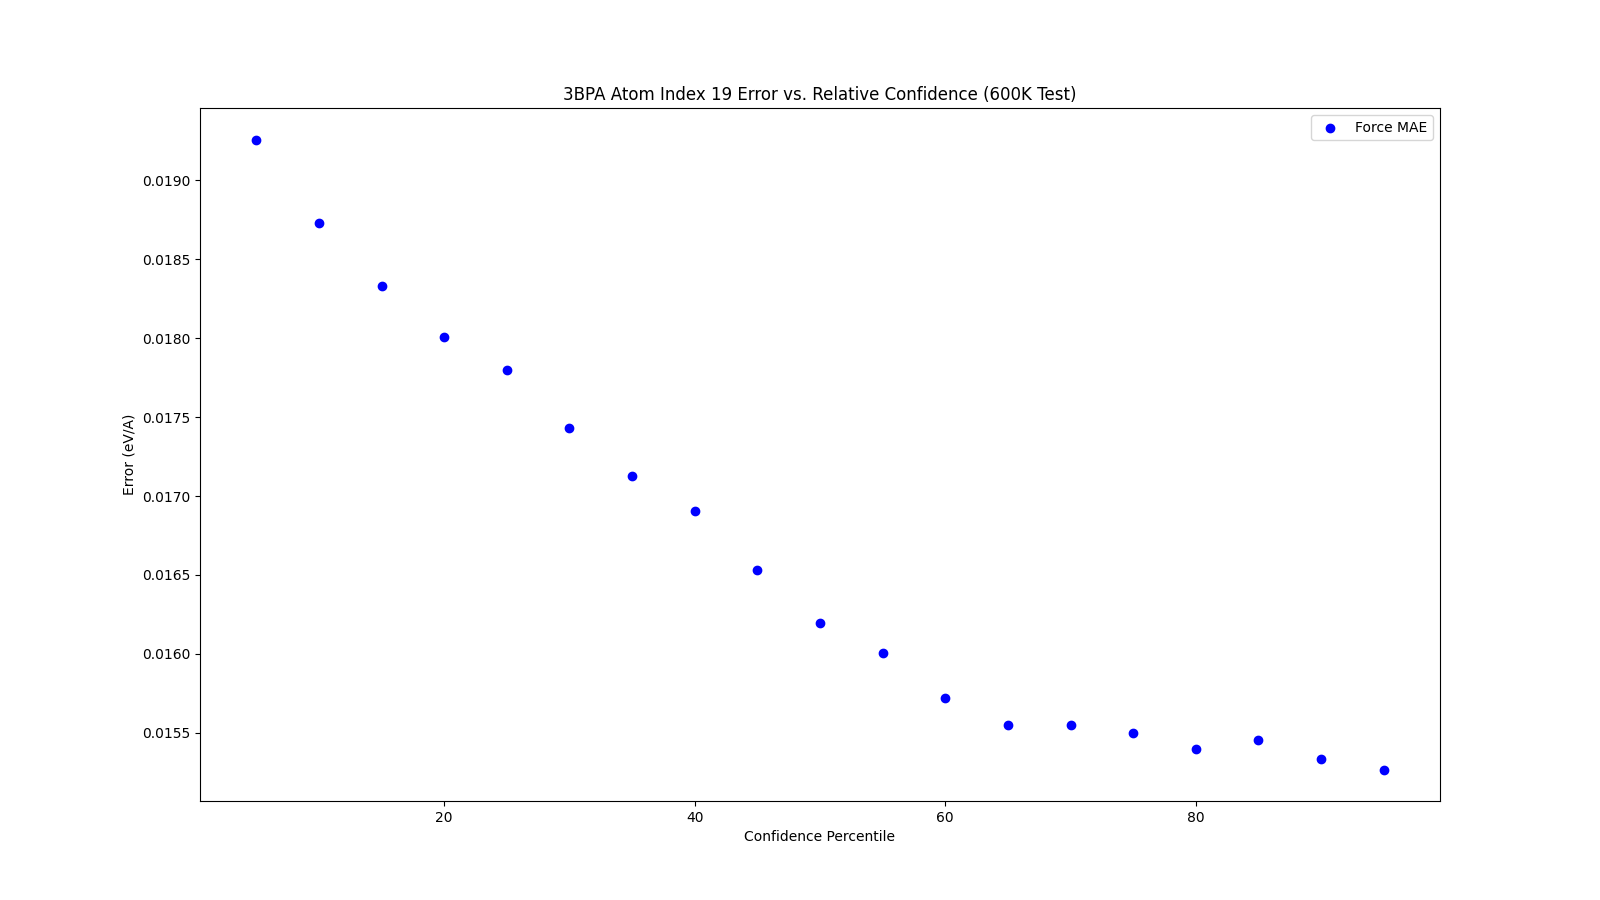 3BPA Atom Index 19 Error vs. Relative Confidence (600K Test)
Force MAE
0.0190
0.0185
0.0180
0.0175
0.0170
0.0165
0.0160
0.0155
Error (eV/A)
20 40 60 80
Confidence Percentile